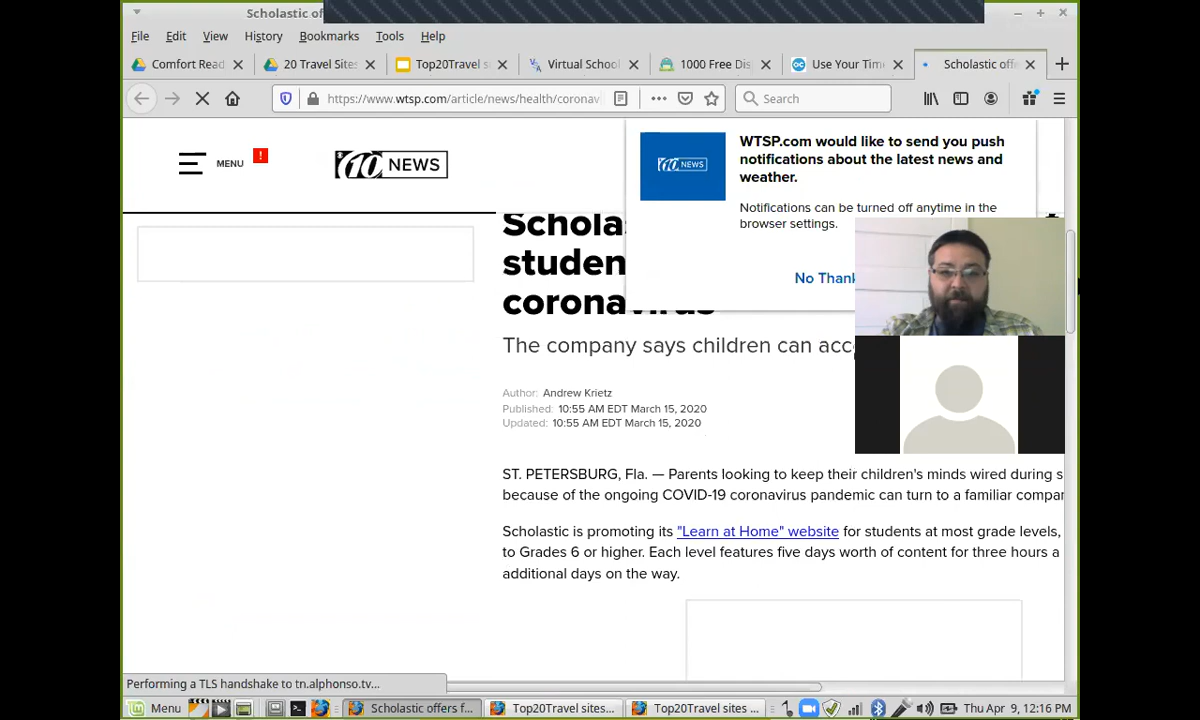 Scholastic of
File Edit View History Bookmarks Tools Help
Comfort Read 20 Travel Sites Top20Travel s Virtual School 1000 Free Dis Use Your Time Scholastic off
https://www.wtsp.com/article/news/health/coronav Search
MENU ! 10 NEWS
10 NEWS
WTSP.com would like to send you push
notifications about the latest news and
weather.
Notifications can be turned off anytime in the
browser settings.
No Thank
Schola
studen
coronavirus
The company says children can acc
Author: Andrew Krietz
Published: 10:55 AM EDT March 15, 2020
Updated: 10:55 AM EDT March 15, 2020
ST. PETERSBURG, Fla. — Parents looking to keep their children's minds wired during s
because of the ongoing COVID-19 coronavirus pandemic can turn to a familiar compan
Scholastic is promoting its "Learn at Home" website for students at most grade levels,
to Grades 6 or higher. Each level features five days worth of content for three hours a
additional days on the way.
Performing a TLS handshake to tn.alphonso.tv...
Menu Scholastic offers f... Top20Travel sites... Top20Travel sites ... Thu Apr 9, 12:16 PM